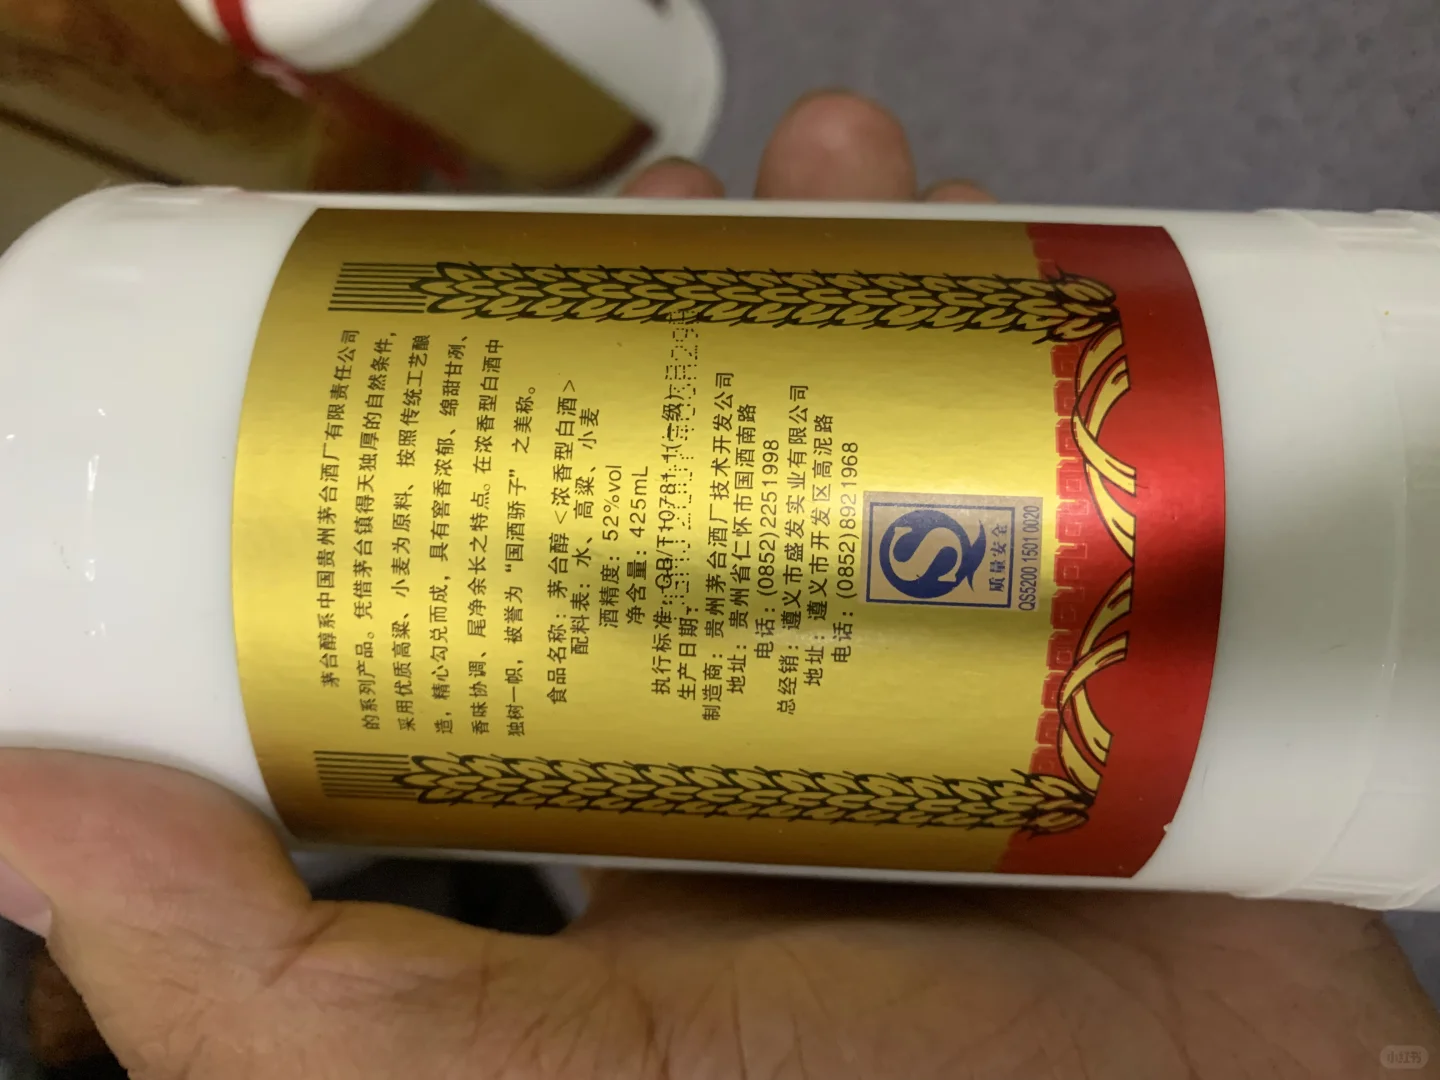 茅台醇系中国贵州茅台酒厂有限责任公司
的系列产品。凭借茅台镇得天独厚的自然条件,
采用优质高粱、小麦为原料、按照传统工艺酿
造，精心勾兑而成，具有窖香浓郁、绵甜甘冽、
香味协调、尾净余长之特点。在浓香型白酒中
独树一帜，被誉为“国酒骄子”之美称。
食品名称：茅台醇<浓香型白酒>
配料表：水、高粱、小麦
酒精度：52%vol
净含量：425mL
执行标准：GB/T10781.1(一级)
生产日期
制造商：贵州茅台酒厂技术开发公司
地址：贵州省仁怀市国酒南路
电话：(0852)2251998
总经销：遵义市盛发实业有限公司
地址：遵义市开发区高泥路
电话：(0852)8921968
质量安全
QS5200 1501 0020
小红书